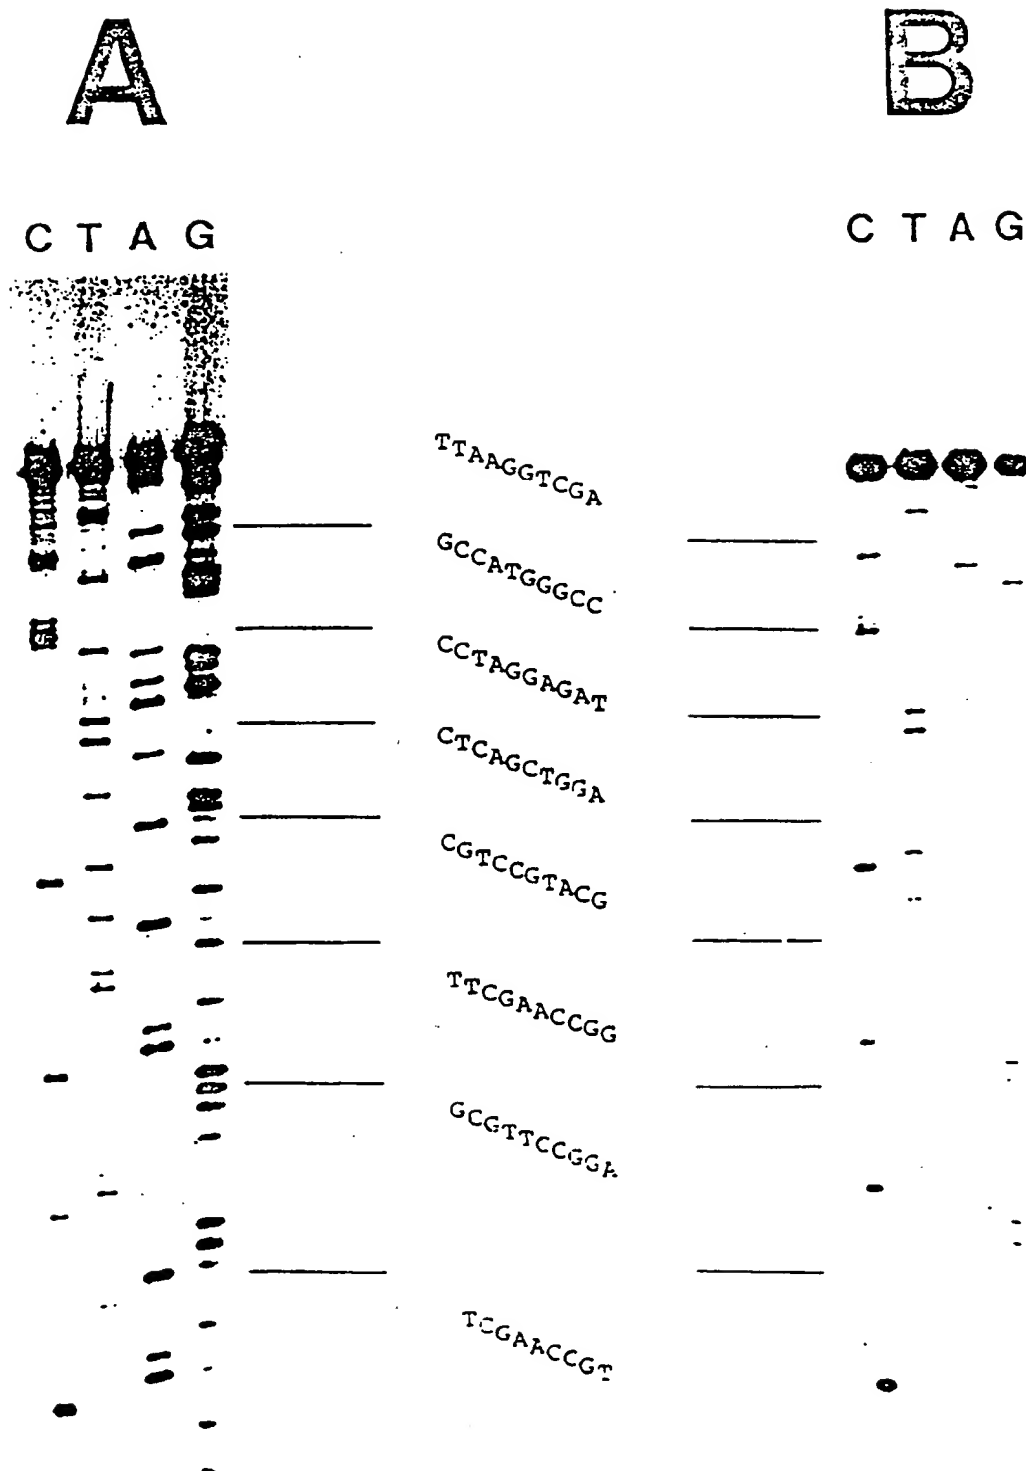 A
B
C T A G
C T A G
TTAAGGTCGA
GCCATGGGCC
CCTAGGAGAT
CTCAGCTGGA
CGTCCGTACG
TTCGAACCGG
GCGTTCCGGA
TCGAACCGT